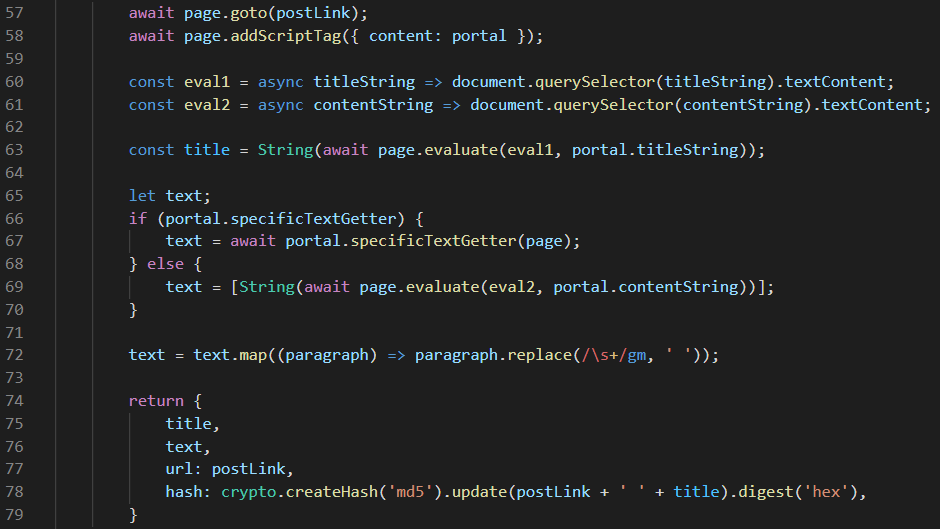 57 await page.goto(postLink);
58 await page.addScriptTag({ content: portal });
59
60 const eval1 = async titleString => document.querySelector(titleString).textContent;
61 const eval2 = async contentString => document.querySelector(contentString).textContent;
62
63 const title = String(await page.evaluate(eval1, portal.titleString));
64
65 let text;
66 if (portal.specificTextGetter) {
67 text = await portal.specificTextGetter(page);
68 } else {
69 text = [String(await page.evaluate(eval2, portal.contentString))];
70 }
71
72 text = text.map((paragraph) => paragraph.replace(/\s+/gm, ' '));
73
74 return {
75 title,
76 text,
77 url: postLink,
78 hash: crypto.createHash('md5').update(postLink + ' ' + title).digest('hex'),
79 }